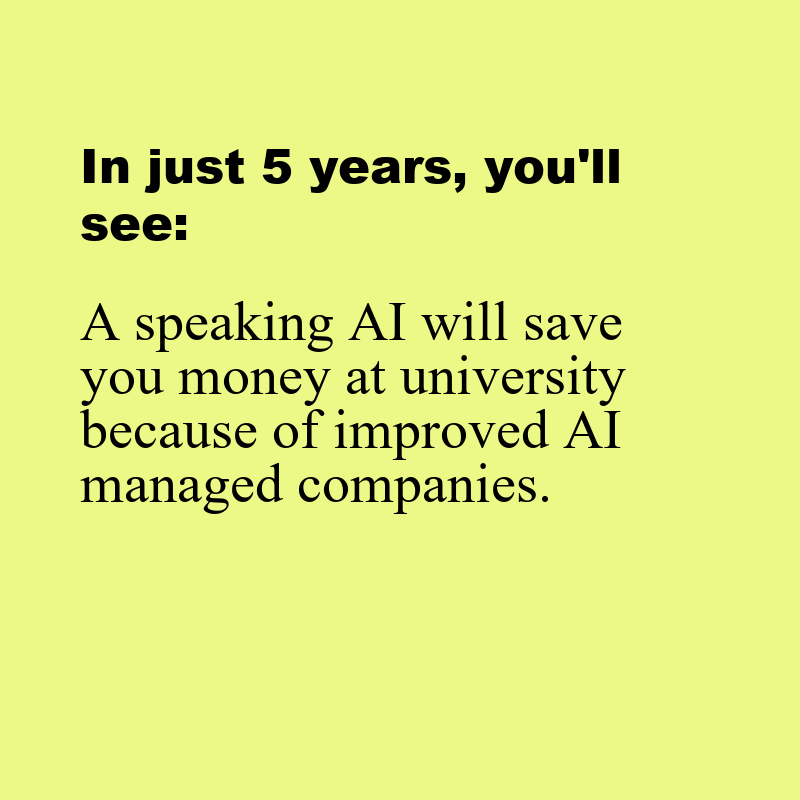 In just 5 years, you'll
see:
A speaking AI will save
you money at university
because of improved AI
managed companies.